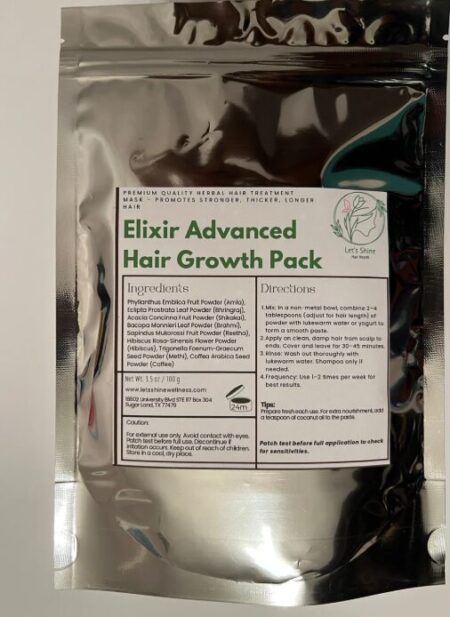 PREMIUM QUALITY HERBAL HAIR TREATMENT
MASK - PROMOTES STRONGER, THICKER, LONGER
HAIR
Elixir Advanced
Hair Growth Pack
Let's Shine
Hair Health
Ingredients
Phyllanthus Emblica Fruit Powder (Amla),
Eclipta Prostrata Leaf Powder (Bhringraj),
Acacia Concinna Fruit Powder (Shikakai),
Bacopa Monnieri Leaf Powder (Brahmi),
Sapindus Mukorossi Fruit Powder (Reetha),
Hibiscus Rosa-Sinensis Flower Powder
(Hibiscus), Trigonella Foenum-Graecum
Seed Powder (Methi), Coffea Arabica Seed
Powder (Coffee)
Net Wt. 3.5 oz / 100 g
www.letsshinewellness.com
16602 University Blvd STE 117 Box 304
Sugar Land, TX 77479
24m
Caution:
For external use only. Avoid contact with eyes.
Patch test before full use. Discontinue if
irritation occurs. Keep out of reach of children.
Store in a cool, dry place.
Directions
1. Mix: In a non-metal bowl, combine 2-4
tablespoons (adjust for hair length) of
powder with lukewarm water or yogurt to
form a smooth paste.
2. Apply on clean, damp hair from scalp to
ends. Cover and leave for 30-45 minutes.
3. Rinse: Wash out thoroughly with
lukewarm water. Shampoo only if
needed.
4. Frequency: Use 1-2 times per week for
best results.
Tips:
Prepare fresh each use. For extra nourishment, add
a teaspoon of coconut oil to the paste.
Patch test before full application to check
for sensitivities.